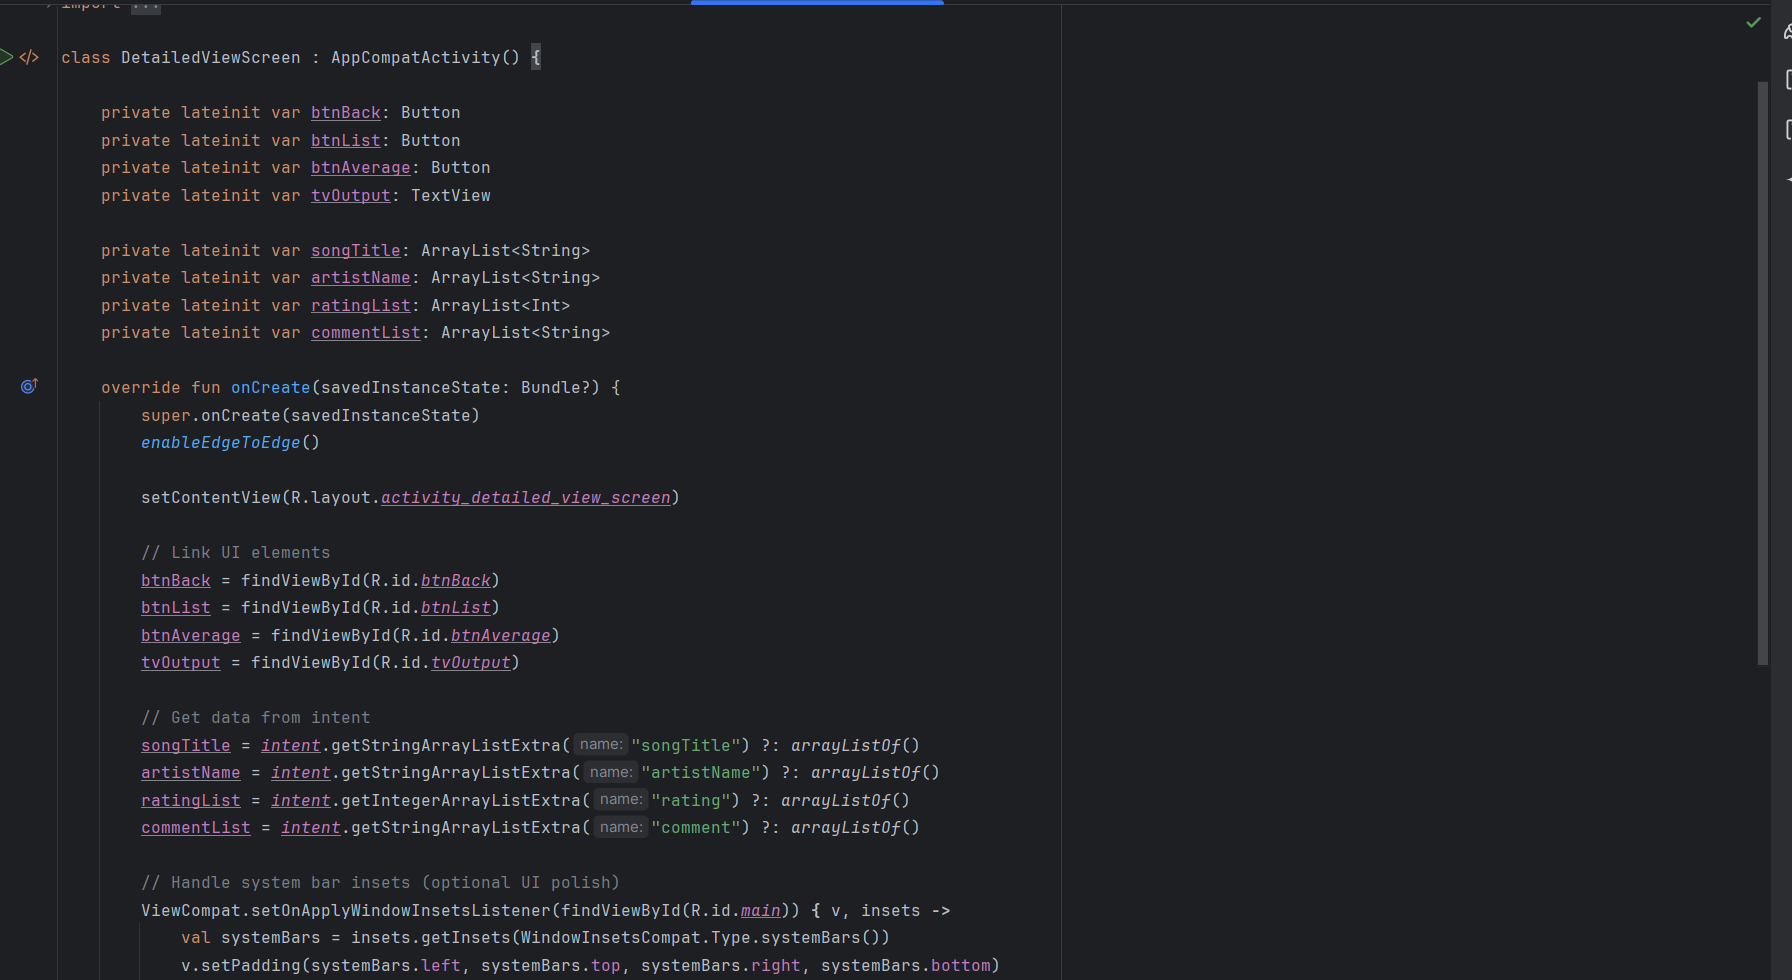 import ...
class DetailedViewScreen : AppCompatActivity() {
private lateinit var btnBack: Button
private lateinit var btnList: Button
private lateinit var btnAverage: Button
private lateinit var tvOutput: TextView
private lateinit var songTitle: ArrayList<String>
private lateinit var artistName: ArrayList<String>
private lateinit var ratingList: ArrayList<Int>
private lateinit var commentList: ArrayList<String>
override fun onCreate(savedInstanceState: Bundle?) {
super.onCreate(savedInstanceState)
enableEdgeToEdge()
setContentView(R.layout.activity_detailed_view_screen)
// Link UI elements
btnBack = findViewById(R.id.btnBack)
btnList = findViewById(R.id.btnList)
btnAverage = findViewById(R.id.btnAverage)
tvOutput = findViewById(R.id.tvOutput)
// Get data from intent
songTitle = intent.getStringArrayListExtra( name: "songTitle") ?: arrayListOf()
artistName = intent.getStringArrayListExtra( name: "artistName") ?: arrayListOf()
ratingList = intent.getIntegerArrayListExtra( name: "rating") ?: arrayListOf()
commentList = intent.getStringArrayListExtra( name: "comment") ?: arrayListOf()
// Handle system bar insets (optional UI polish)
ViewCompat.setOnApplyWindowInsetsListener(findViewById(R.id.main)) { v, insets ->
val systemBars = insets.getInsets(WindowInsetsCompat.Type.systemBars())
v.setPadding(systemBars.left, systemBars.top, systemBars.right, systemBars.bottom)